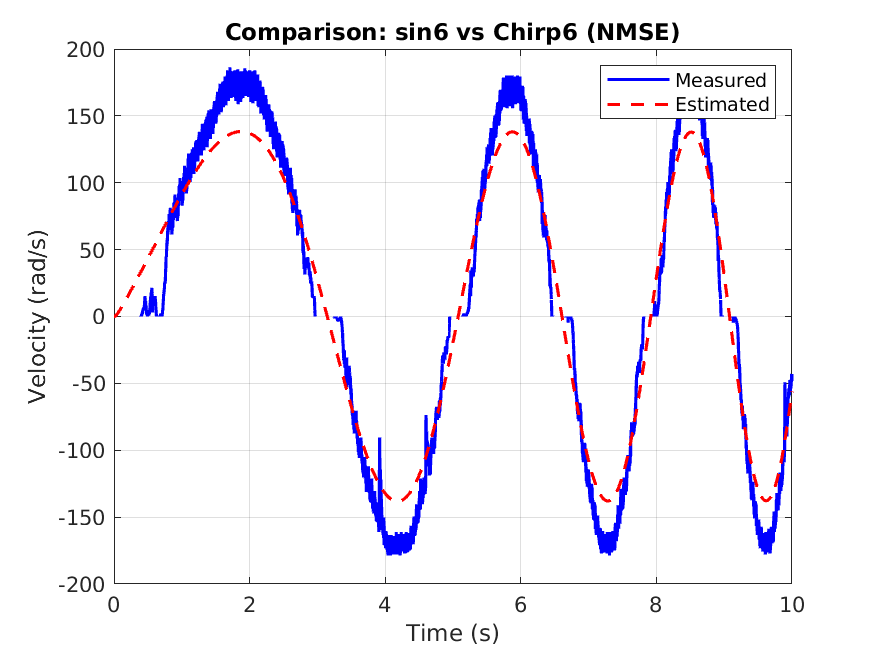 Comparison: sin6 vs Chirp6 (NMSE)
Measured
Estimated
Velocity (rad/s)
200
150
100
50
0
-50
-100
-150
-200
0 2 4 6 8 10
Time (s)